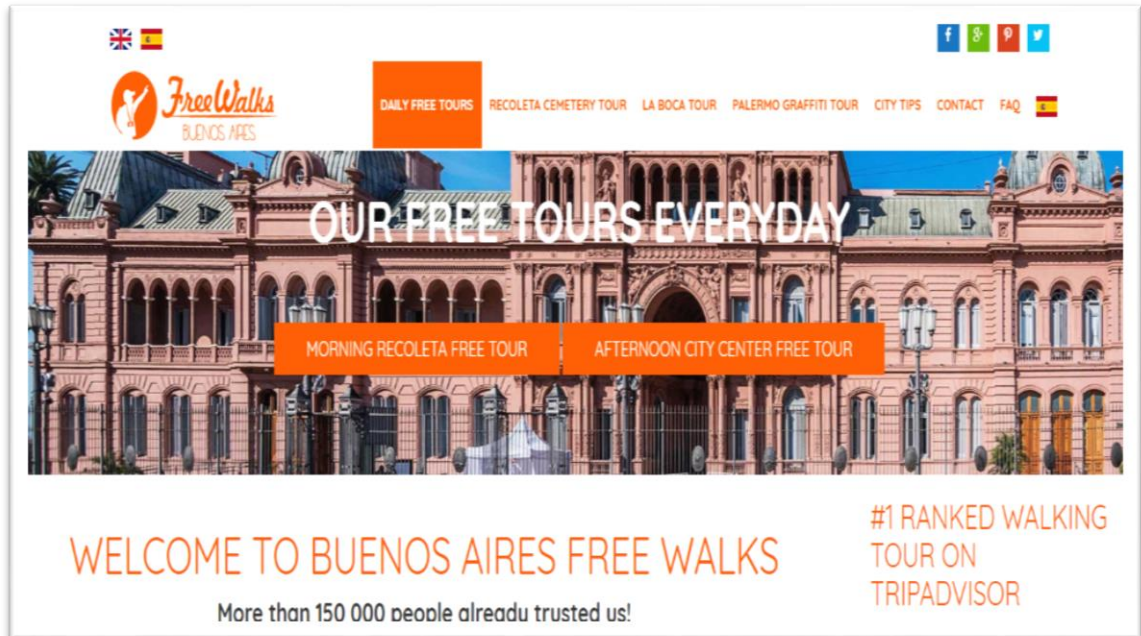 f g+ p t
FreeWalks
BUENOS AIRES
DAILY FREE TOURS RECOLETA CEMETERY TOUR LA BOCA TOUR PALERMO GRAFFITI TOUR CITY TIPS CONTACT FAQ
OUR FREE TOURS EVERYDAY
MORNING RECOLETA FREE TOUR AFTERNOON CITY CENTER FREE TOUR
WELCOME TO BUENOS AIRES FREE WALKS
More than 150 000 people already trusted us!
#1 RANKED WALKING
TOUR ON
TRIPADVISOR